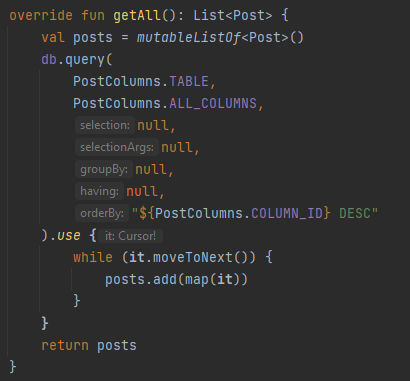 override fun getAll(): List<Post> {
    val posts = mutableListOf<Post>()
    db.query(
        PostColumns.TABLE,
        PostColumns.ALL_COLUMNS,
        selection: null,
        selectionArgs: null,
        groupBy: null,
        having: null,
        orderBy: "${PostColumns.COLUMN_ID} DESC"
    ).use { it: Cursor!
        while (it.moveToNext()) {
            posts.add(map(it))
        }
    }
    return posts
}